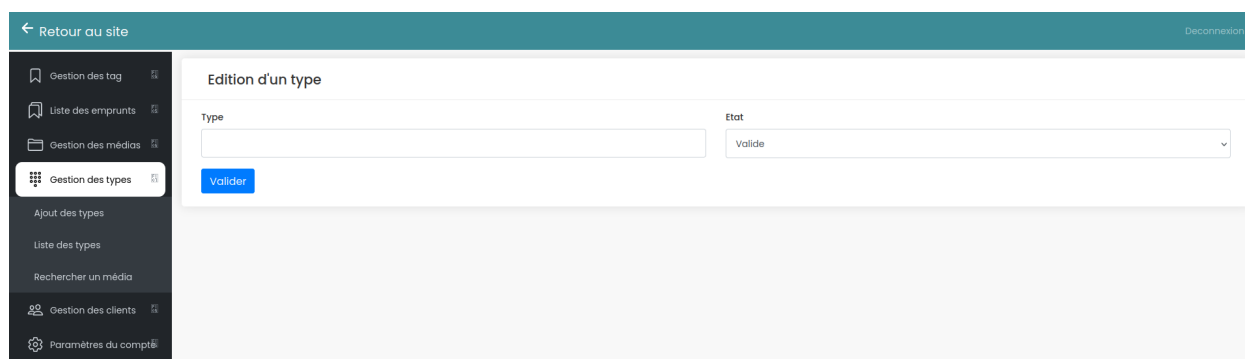 Retour au site
Deconnexion
Gestion des tag
Liste des emprunts
Gestion des médias
Gestion des types
Ajout des types
Liste des types
Rechercher un média
Gestion des clients
Paramètres du compte
Edition d'un type
Type
Etat
Valide
Valider